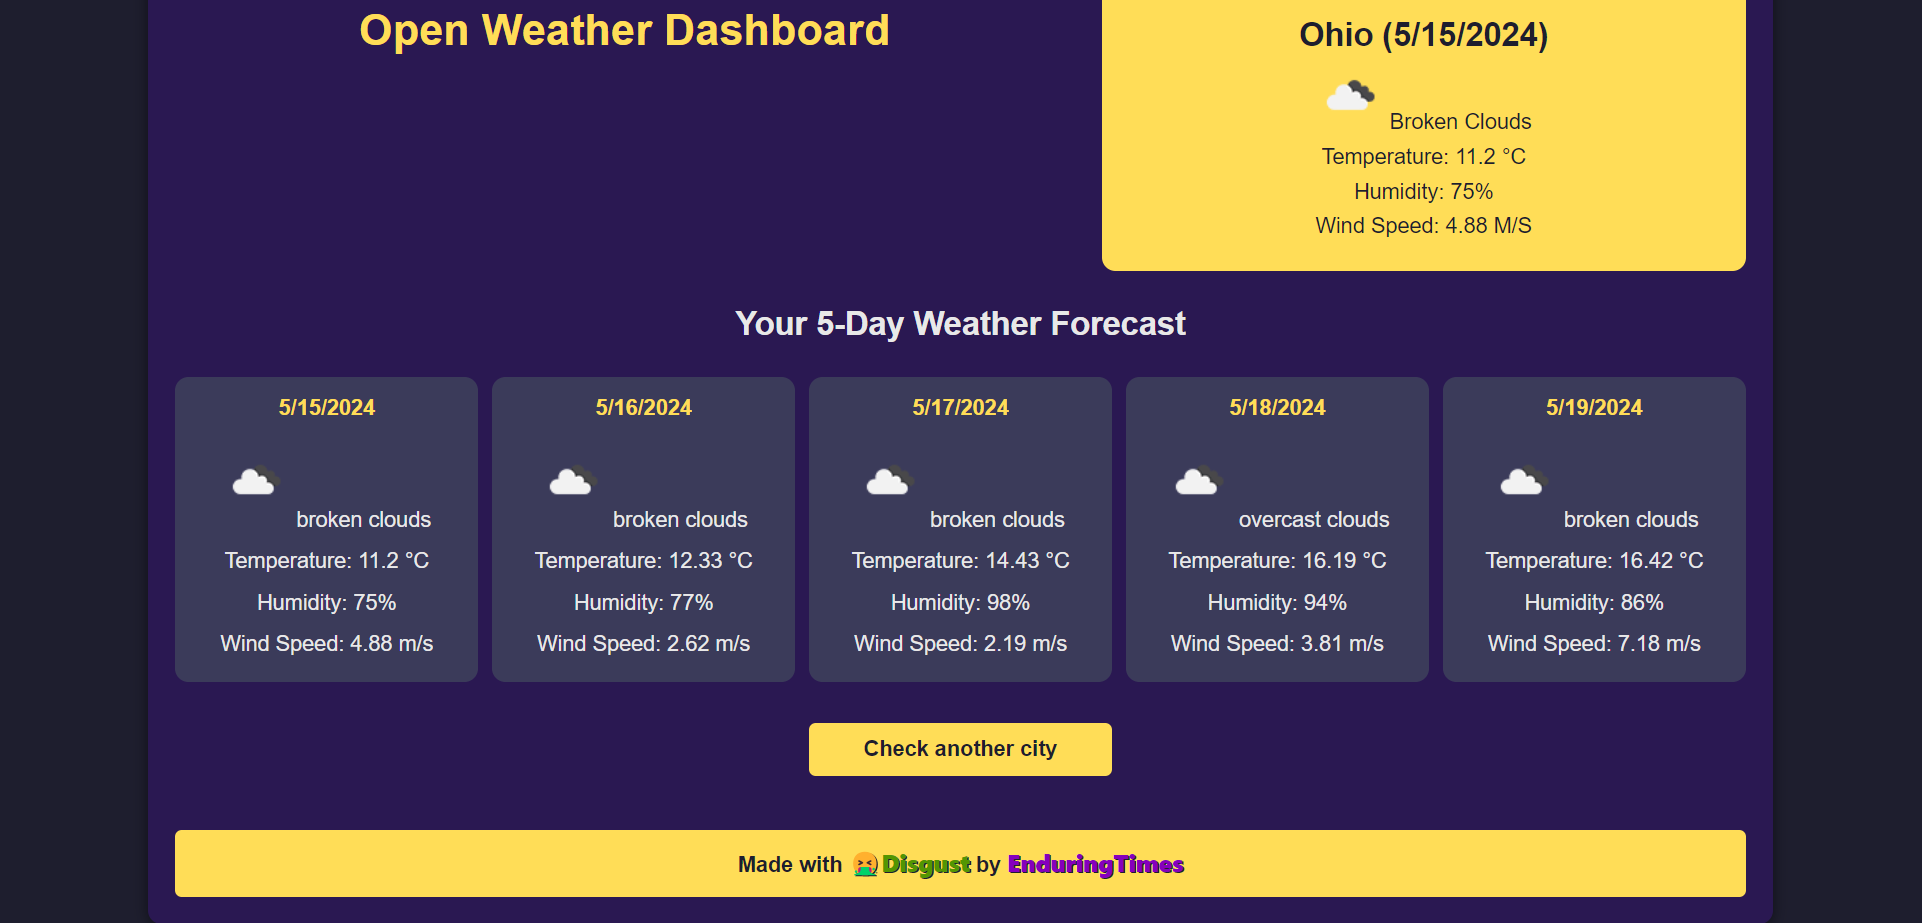 Open Weather Dashboard
Ohio (5/15/2024)
Broken Clouds
Temperature: 11.2 °C
Humidity: 75%
Wind Speed: 4.88 M/S
Your 5-Day Weather Forecast
5/15/2024
broken clouds
Temperature: 11.2 °C
Humidity: 75%
Wind Speed: 4.88 m/s
5/16/2024
broken clouds
Temperature: 12.33 °C
Humidity: 77%
Wind Speed: 2.62 m/s
5/17/2024
broken clouds
Temperature: 14.43 °C
Humidity: 98%
Wind Speed: 2.19 m/s
5/18/2024
overcast clouds
Temperature: 16.19 °C
Humidity: 94%
Wind Speed: 3.81 m/s
5/19/2024
broken clouds
Temperature: 16.42 °C
Humidity: 86%
Wind Speed: 7.18 m/s
Check another city
Made with 🤮Disgust by EnduringTimes